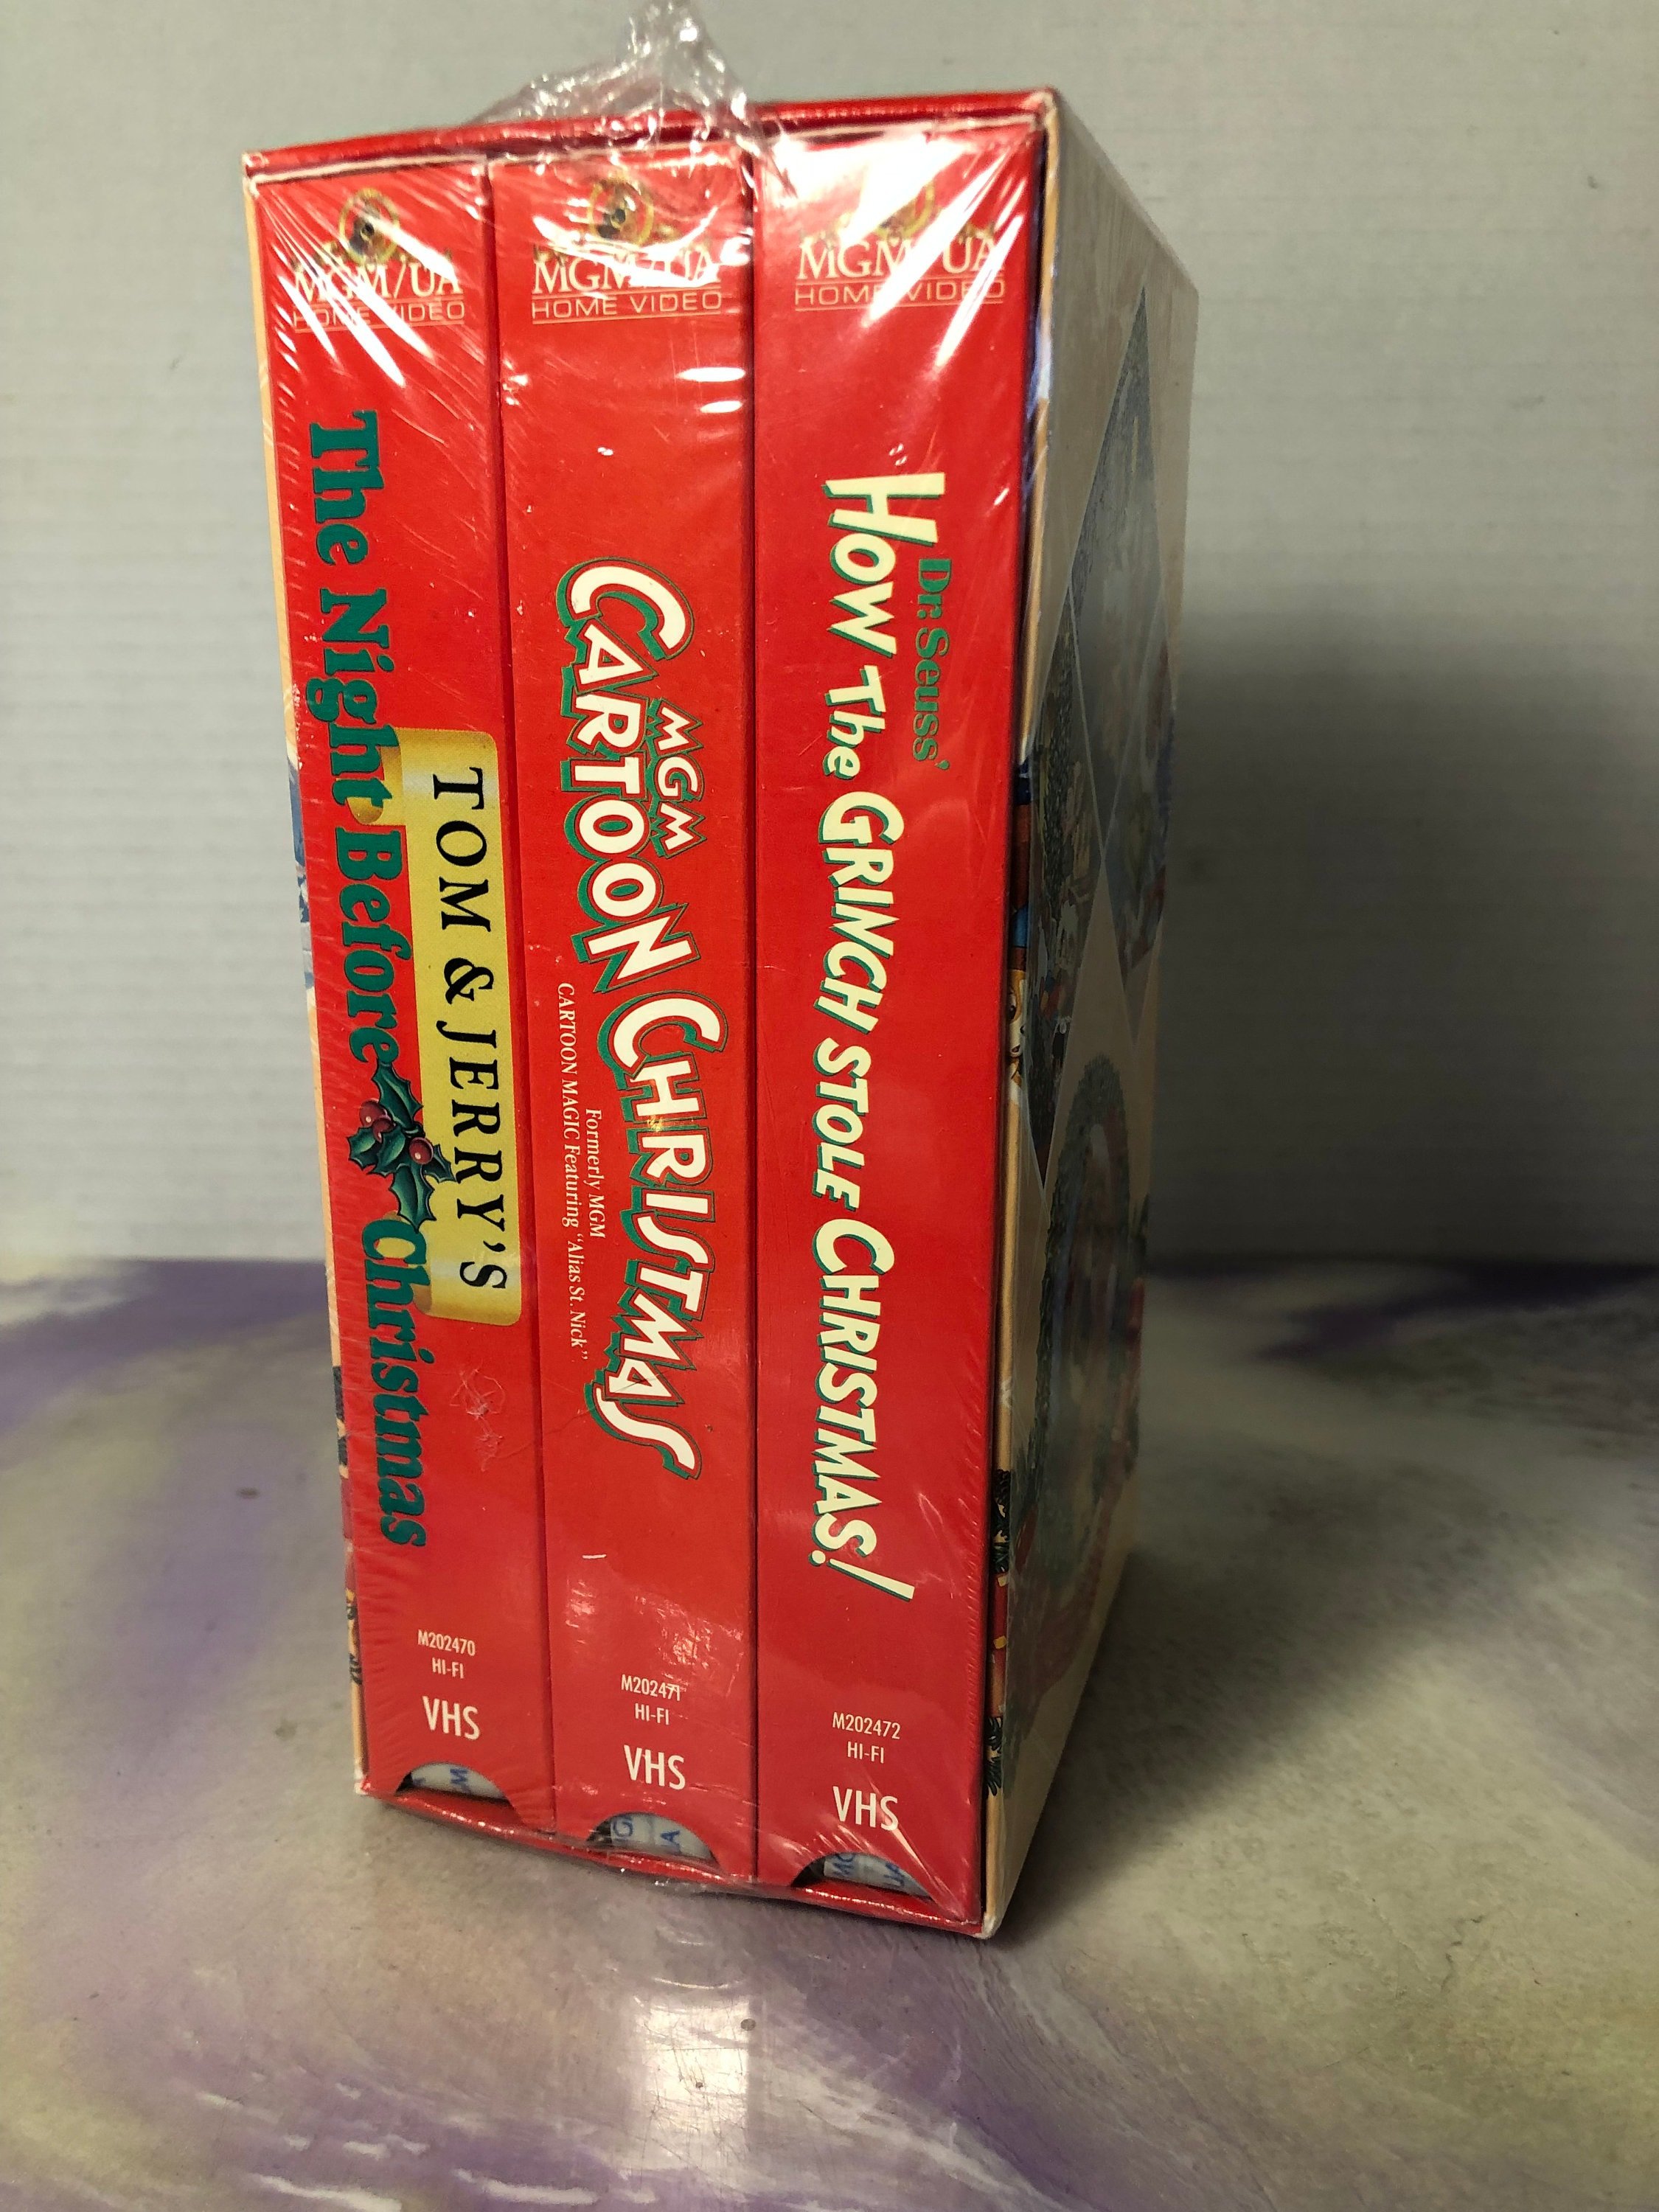 MGM/UA
HOME VIDEO
TOM & JERRY'S
The Night Before Christmas
M202470
HI-FI
VHS
MGM/UA
HOME VIDEO
MGM
CARTOON CHRISTMAS
Formerly MGM
CARTOON MAGIC Featuring "Alias St. Nick"
M202471
HI-FI
VHS
MGM/UA
HOME VIDEO
Dr. Seuss'
HOW The GRINCH STOLE CHRISTMAS!
M202472
HI-FI
VHS